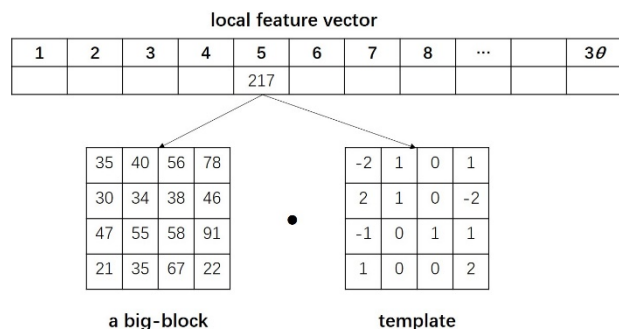 local feature vector
1 2 3 4 5 6 7 8 ... 3θ
217
35 40 56 78
30 34 38 46
47 55 58 91
21 35 67 22
-2 1 0 1
2 1 0 -2
-1 0 1 1
1 0 0 2
a big-block
template